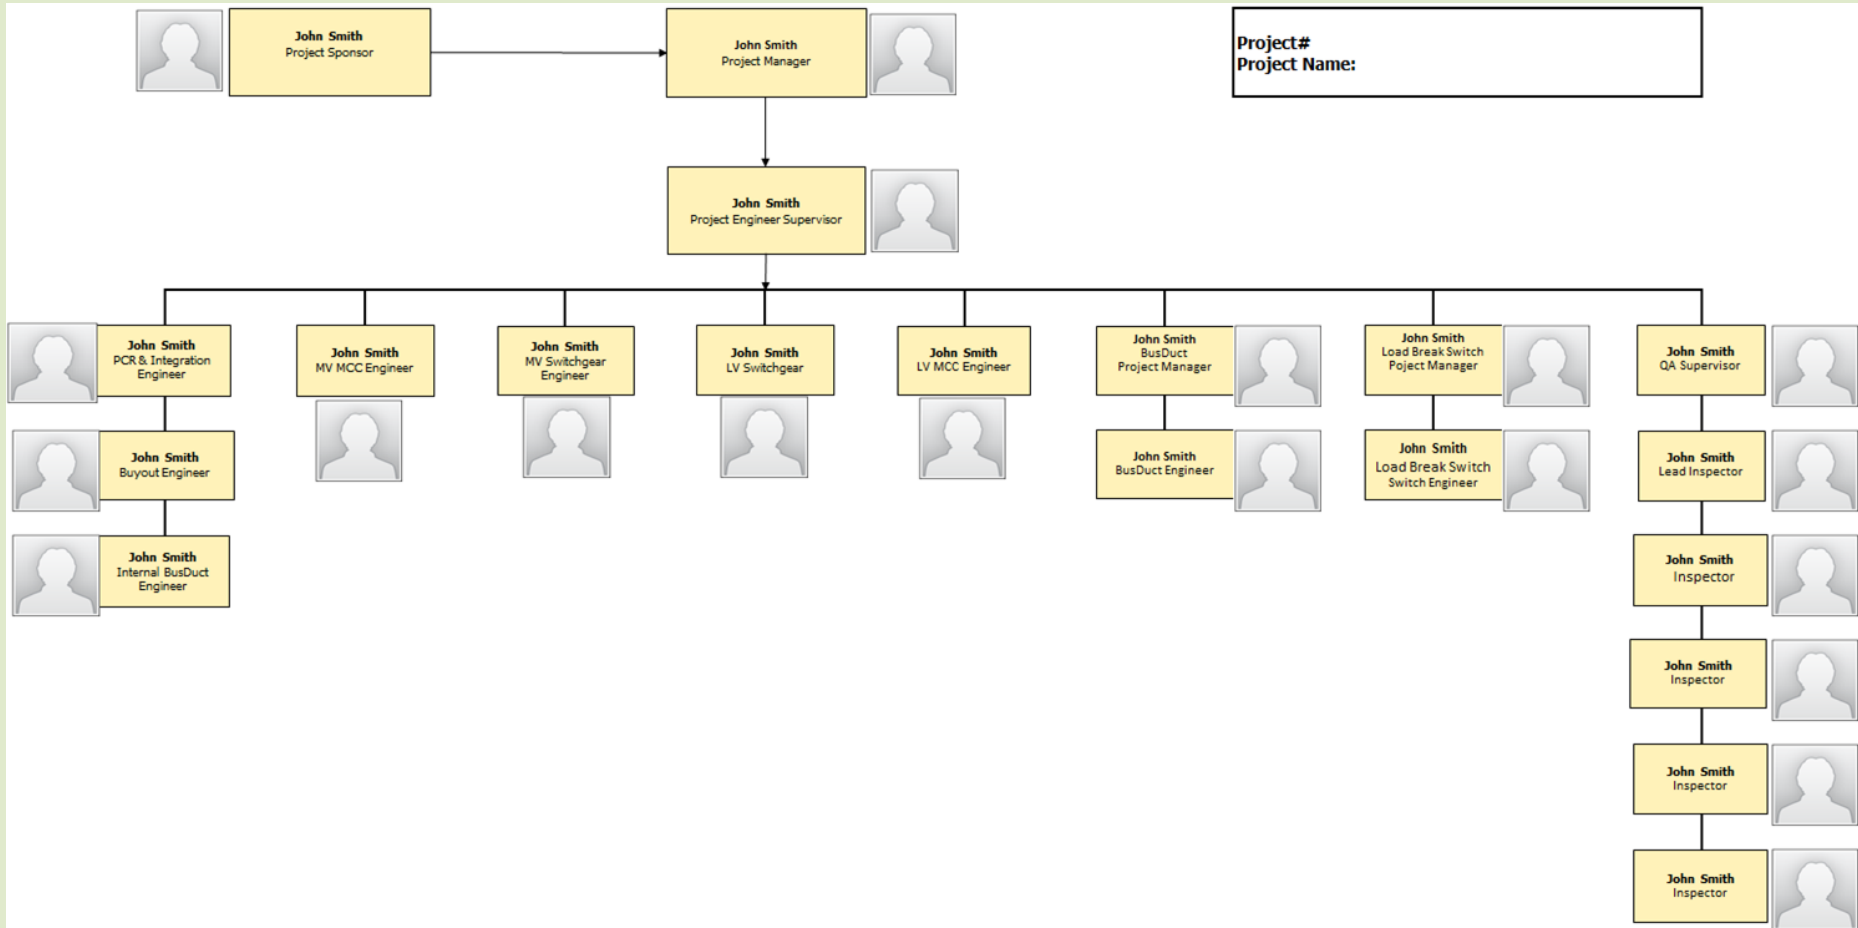 John Smith
Project Sponsor
John Smith
Project Manager
Project#
Project Name:
John Smith
Project Engineer Supervisor
John Smith
PCR & Integration
Engineer
John Smith
MV MCC Engineer
John Smith
MV Switchgear
Engineer
John Smith
LV Switchgear
John Smith
LV MCC Engineer
John Smith
BusDuct
Project Manager
John Smith
Load Break Switch
Poject Manager
John Smith
QA Supervisor
John Smith
Buyout Engineer
John Smith
BusDuct Engineer
John Smith
Load Break Switch
Switch Engineer
John Smith
Lead Inspector
John Smith
Internal BusDuct
Engineer
John Smith
Inspector
John Smith
Inspector
John Smith
Inspector
John Smith
Inspector